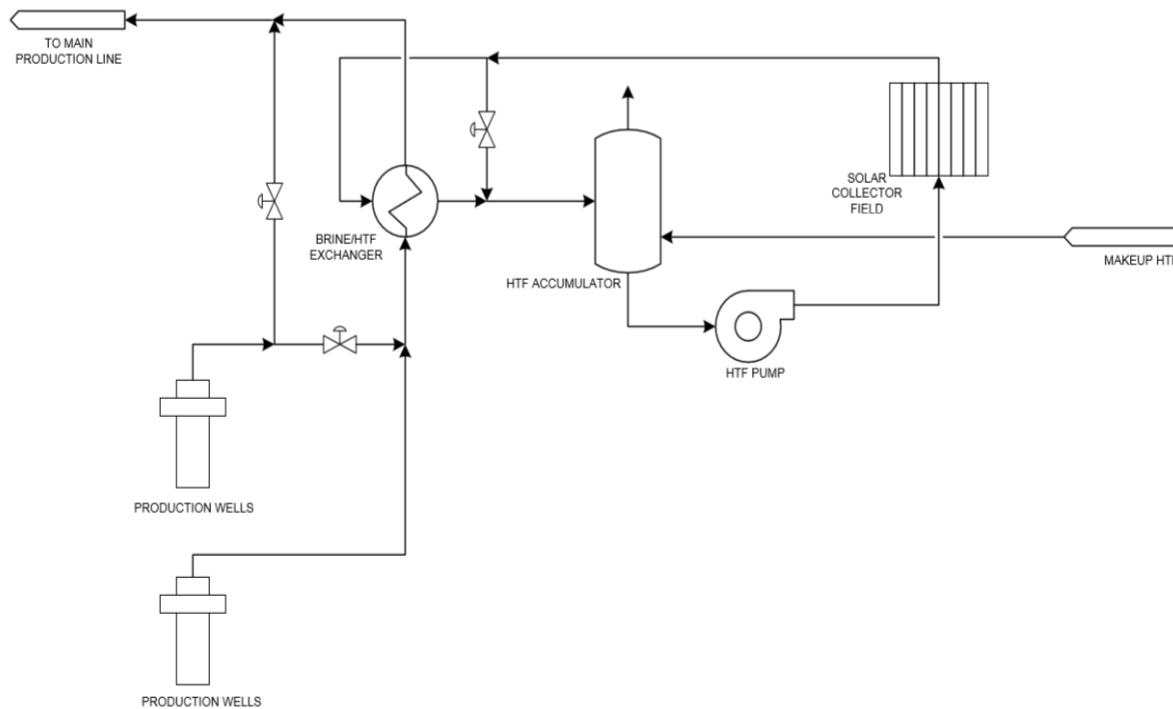 TO MAIN
PRODUCTION LINE
SOLAR
COLLECTOR
FIELD
BRINE/HTF
EXCHANGER
MAKEUP HTF
HTF ACCUMULATOR
HTF PUMP
PRODUCTION WELLS
PRODUCTION WELLS